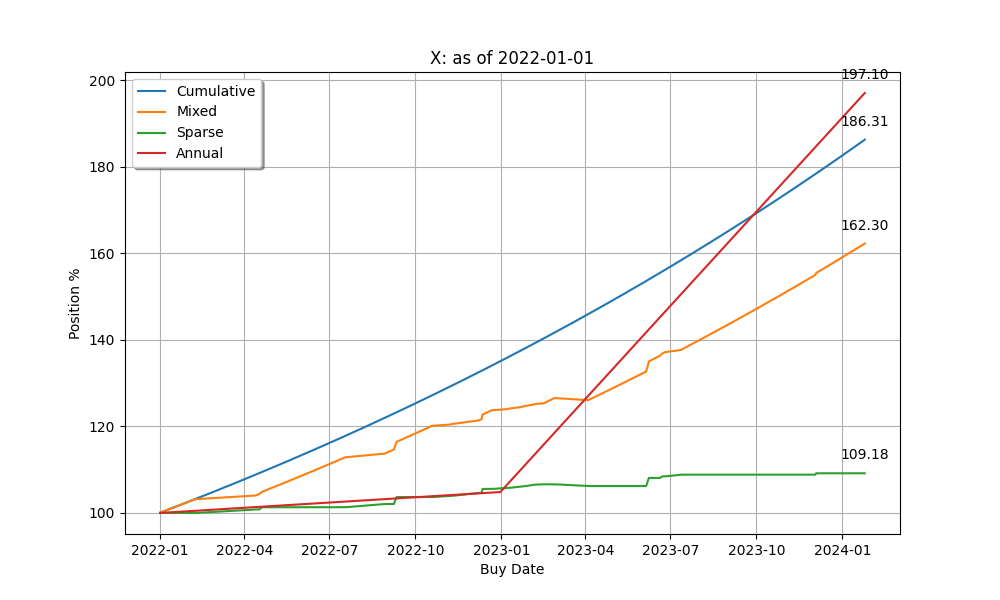 X: as of 2022-01-01
Cumulative
Mixed
Sparse
Annual
197.10
186.31
162.30
109.18
200
180
160
140
120
100
Position %
2022-01 2022-04 2022-07 2022-10 2023-01 2023-04 2023-07 2023-10 2024-01
Buy Date